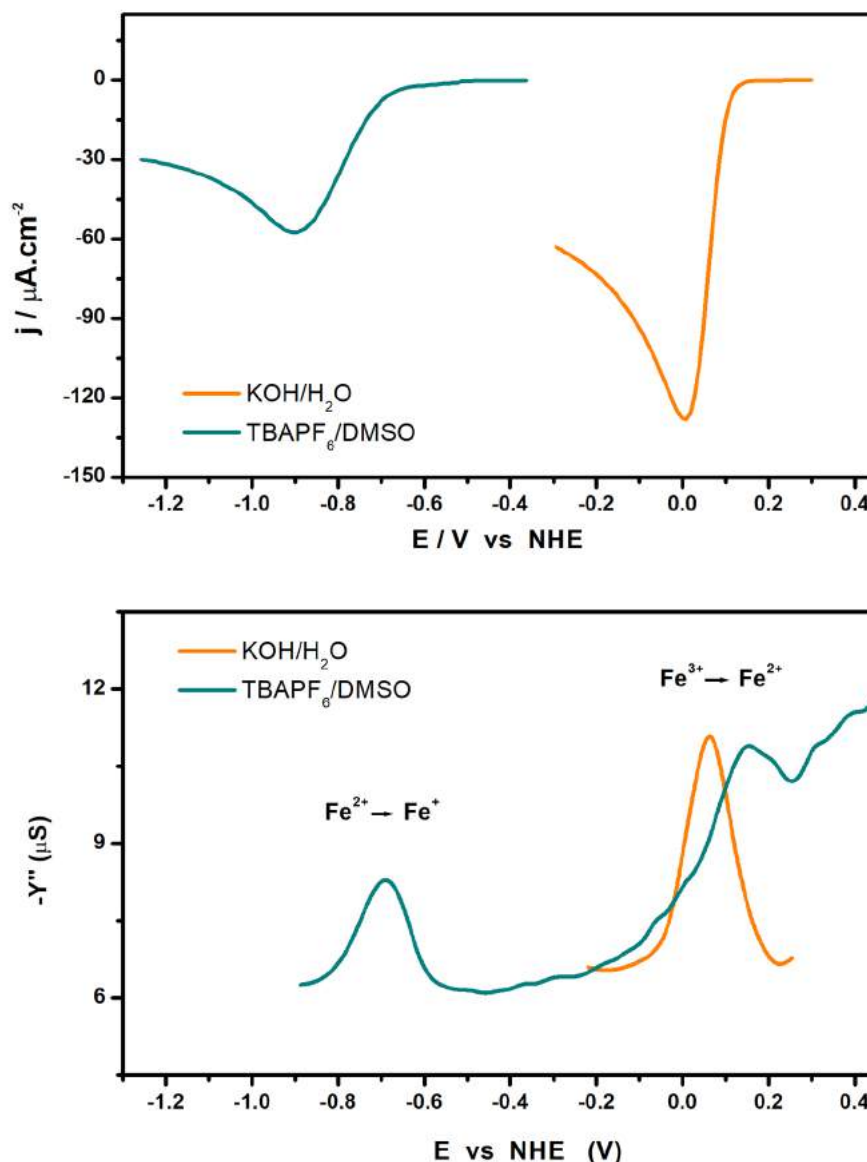 0
-30
-60
-90
-120
-150
j / μA.cm⁻²
KOH/H₂O
TBAPF₆/DMSO
-1.2 -1.0 -0.8 -0.6 -0.4 -0.2 0.0 0.2 0.4
E / V vs NHE
KOH/H₂O
TBAPF₆/DMSO
Fe³⁺ → Fe²⁺
Fe²⁺ → Fe⁺
12
9
6
-Y" (μS)
-1.2 -1.0 -0.8 -0.6 -0.4 -0.2 0.0 0.2 0.4
E vs NHE (V)